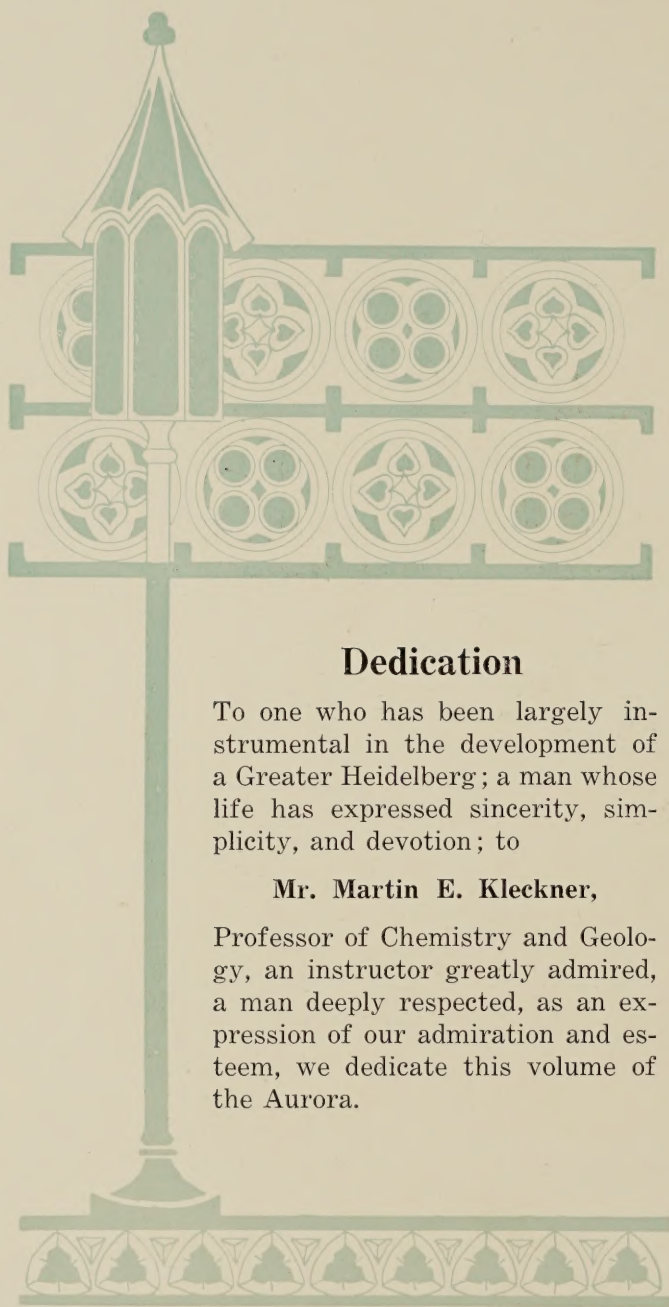 Dedication
To one who has been largely in-
strumental in the development of
a Greater Heidelberg; a man whose
life has expressed sincerity, sim-
plicity, and devotion; to
Mr. Martin E. Kleckner,
Professor of Chemistry and Geolo-
gy, an instructor greatly admired,
a man deeply respected, as an ex-
pression of our admiration and es-
teem, we dedicate this volume of
the Aurora.